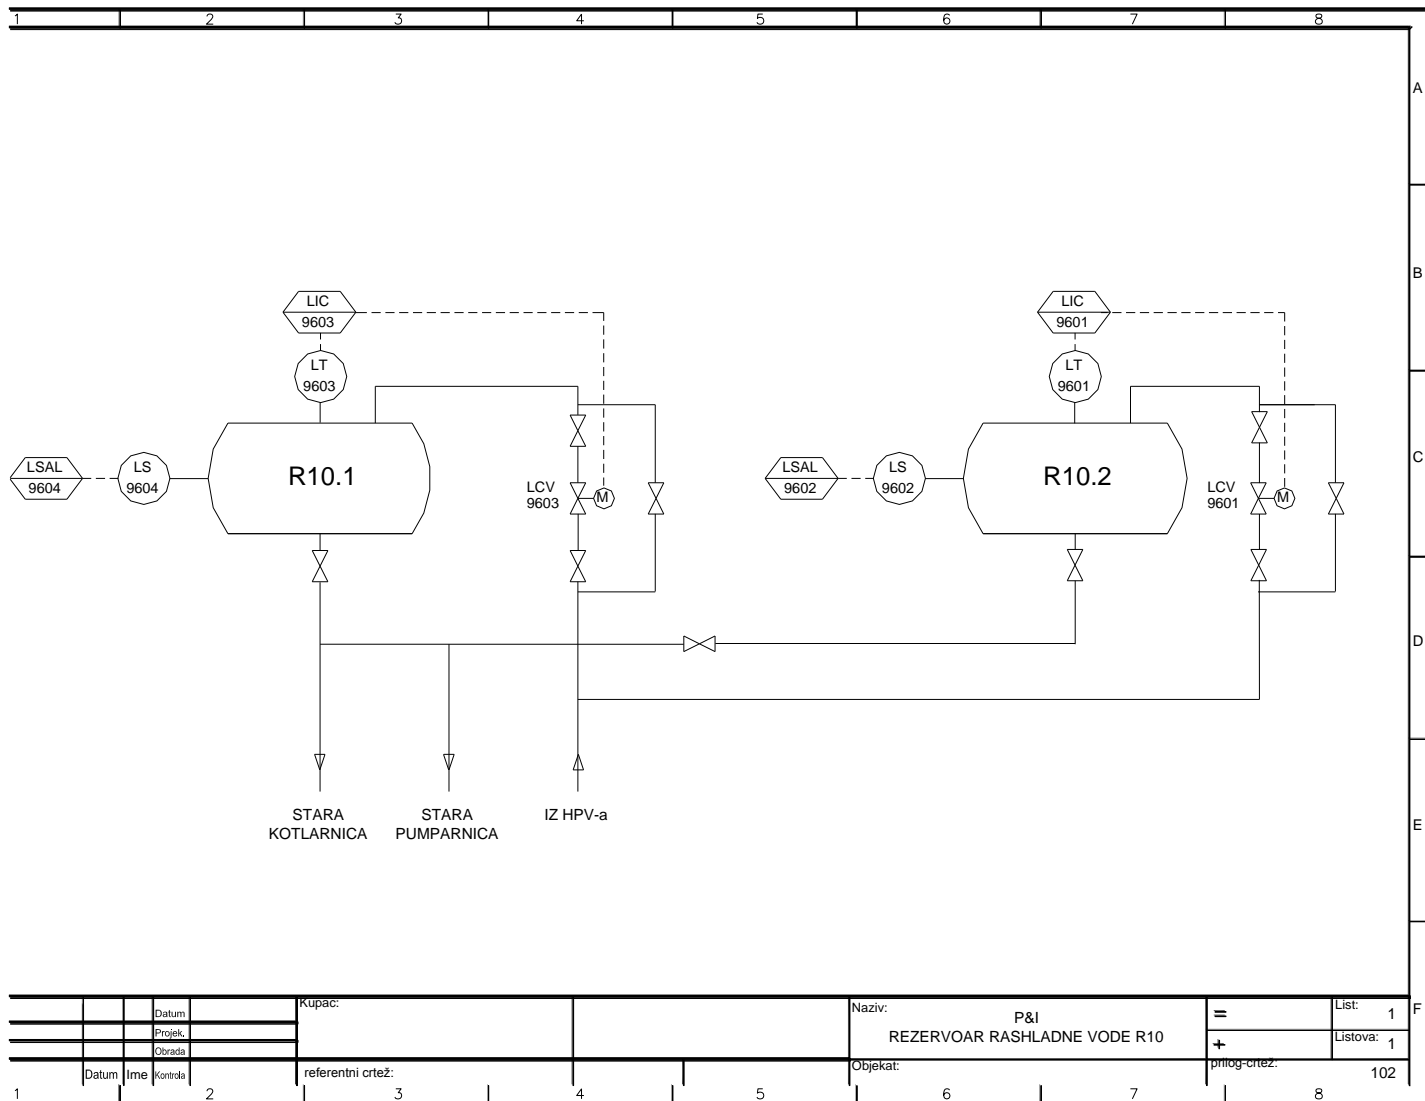 1 2 3 4 5 6 7 8
A
B
C
D
E
F
LIC
9603
LT
9603
LSAL
9604
LS
9604
R10.1
LCV
9603
M
LIC
9601
LT
9601
LSAL
9602
LS
9602
R10.2
LCV
9601
M
STARA
KOTLARNICA
STARA
PUMPARNICA
IZ HPV-a
Datum
Projek.
Obrada
Datum Ime Kontrola
Kupac:
referentni crtež:
Naziv:
P&I
REZERVOAR RASHLADNE VODE R10
Objekat:
=
+
List: 1
Listova: 1
prilog-crtež:
102
1 2 3 4 5 6 7 8